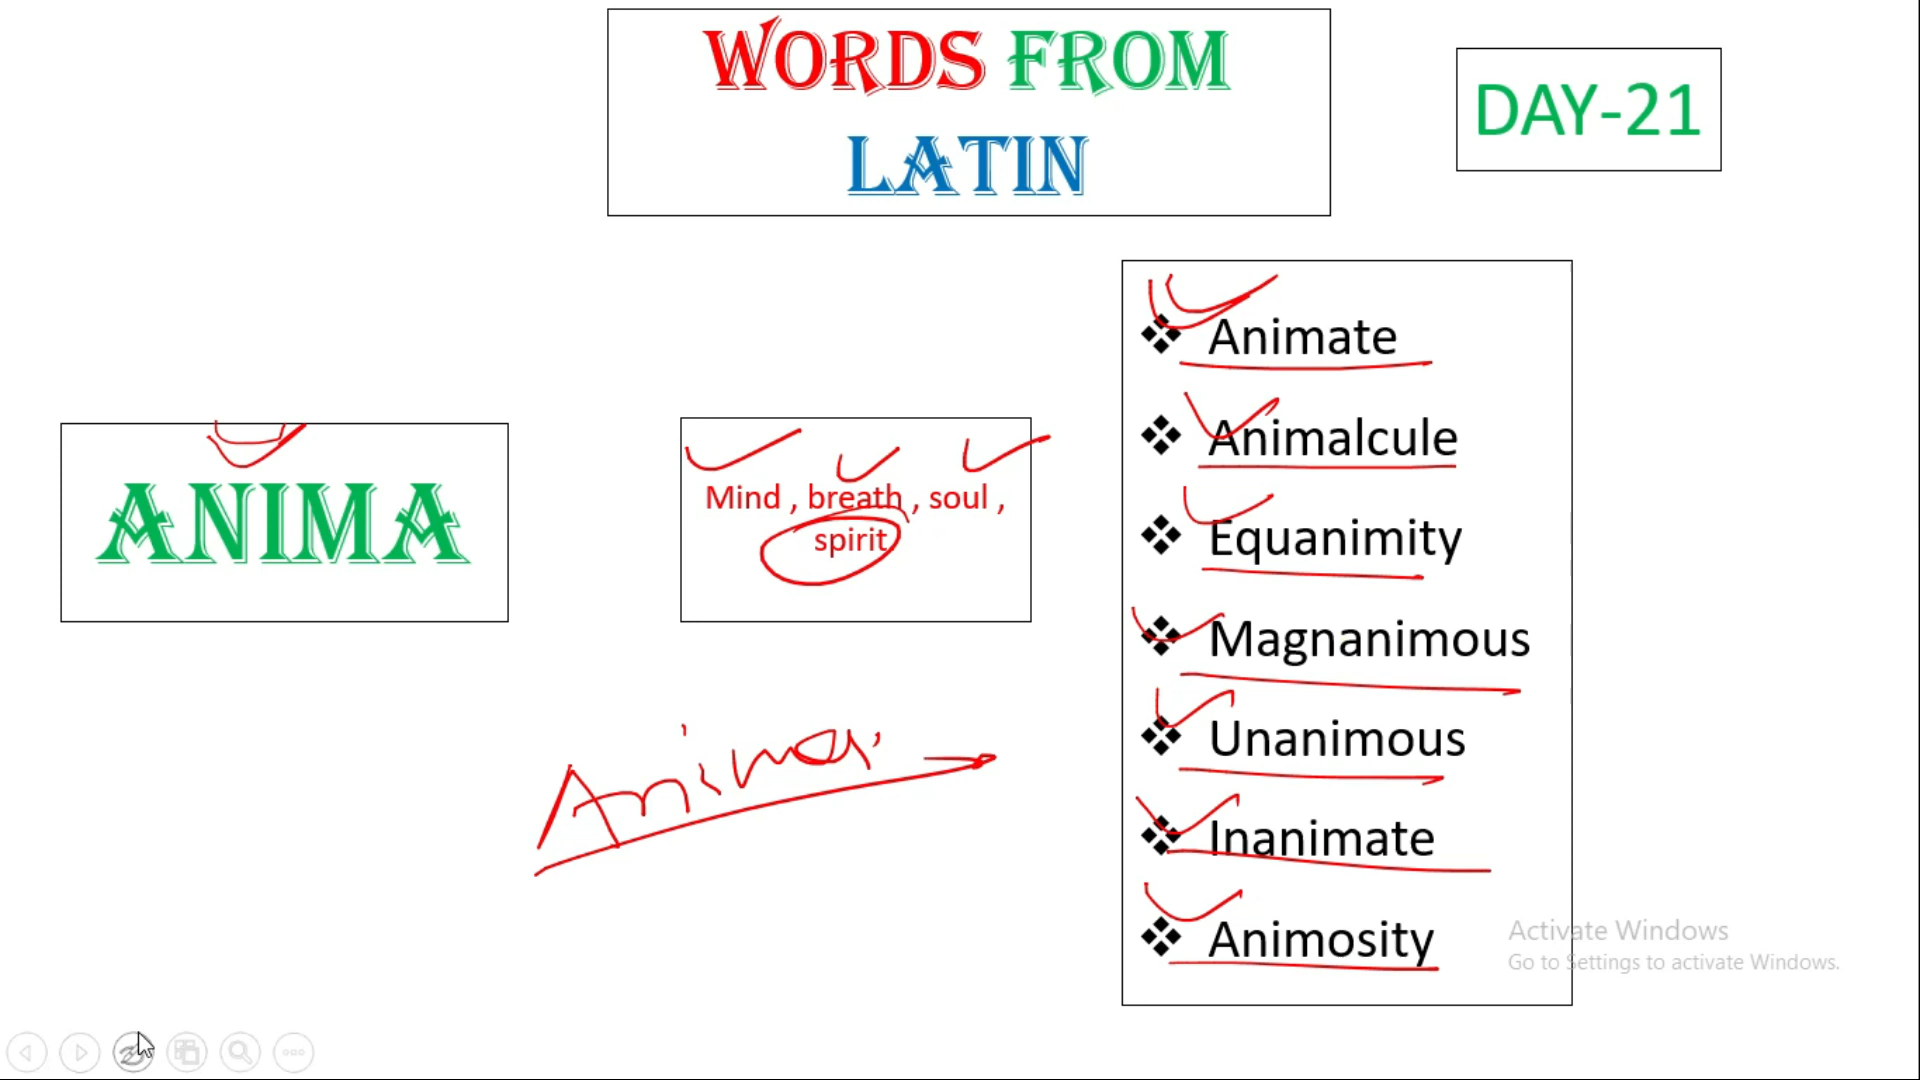 WORDS FROM
LATIN
DAY-21
ANIMA
Mind , breath , soul ,
spirit
Animate
Animalcule
Equanimity
Magnanimous
Unanimous
Inanimate
Animosity
Anima
Activate Windows
Go to Settings to activate Windows.